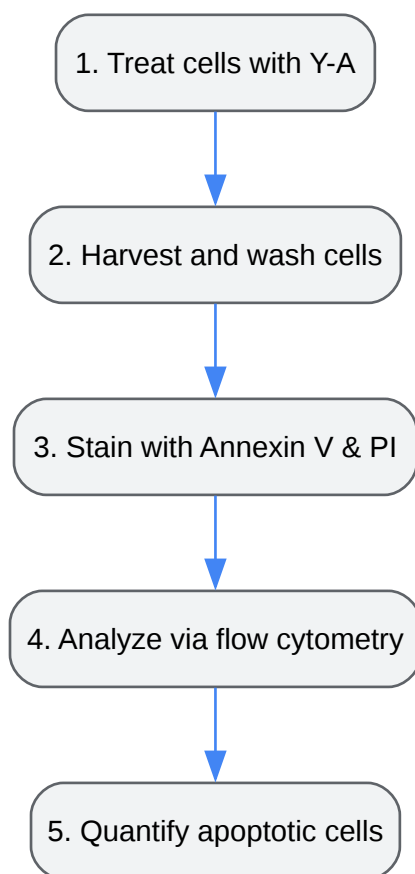 1. Treat cells with Y-A
2. Harvest and wash cells
3. Stain with Annexin V & PI
4. Analyze via flow cytometry
5. Quantify apoptotic cells